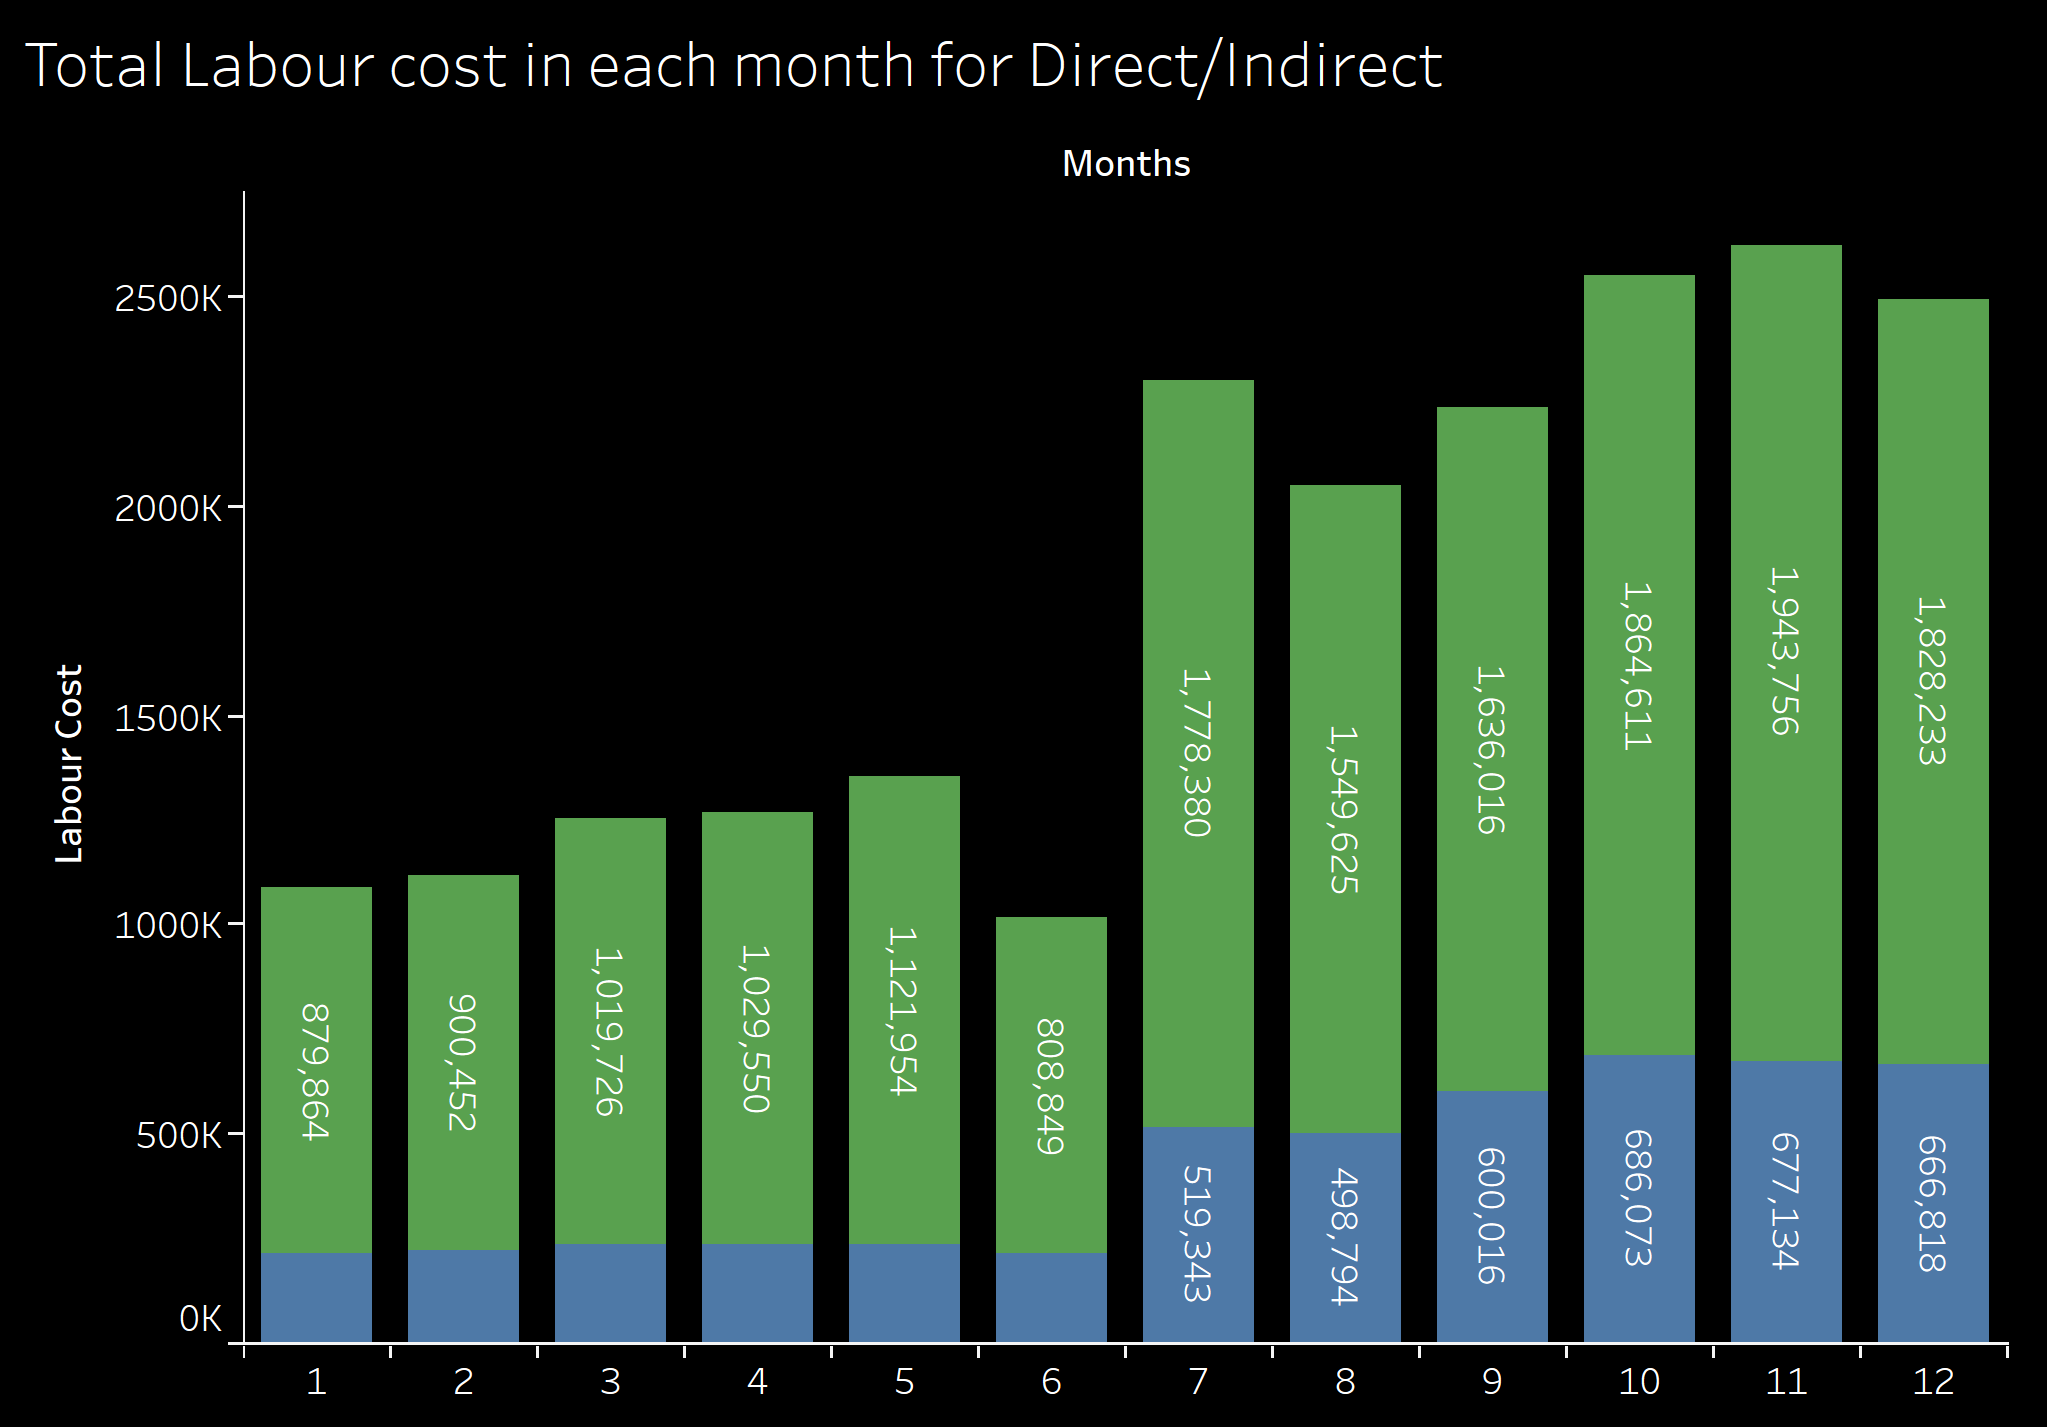 Total Labour cost in each month for Direct/Indirect
Months
Labour Cost
2500K
2000K
1500K
1000K
500K
0K
879,864
900,452
1,019,726
1,029,550
1,121,954
808,849
1,778,380
519,343
1,549,625
498,794
1,636,016
600,016
1,864,611
686,073
1,943,756
677,134
1,828,233
666,818
1 2 3 4 5 6 7 8 9 10 11 12